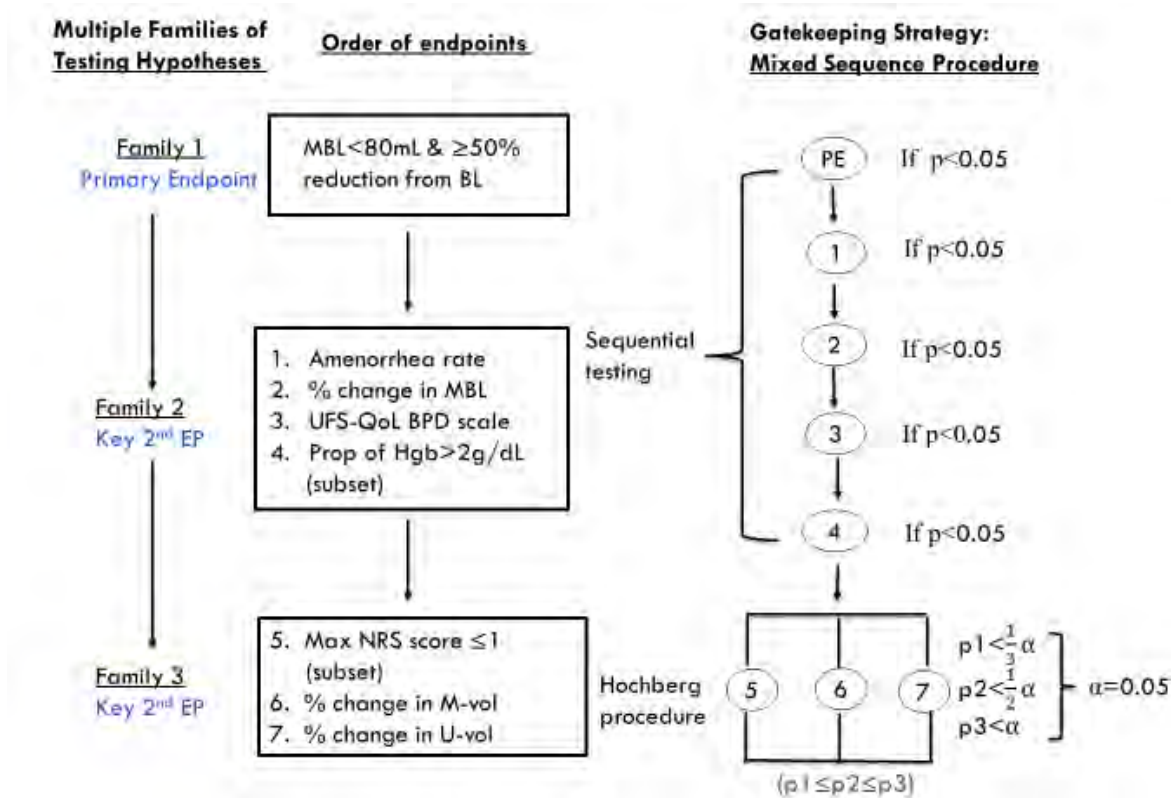 Multiple Families of
Testing Hypotheses
Order of endpoints
Gatekeeping Strategy:
Mixed Sequence Procedure
Family 1
Primary Endpoint
MBL<80mL & ≥50%
reduction from BL
PE
If p<0.05
1
If p<0.05
Sequential
testing
2
If p<0.05
3
If p<0.05
4
If p<0.05
Family 2
Key 2nd EP
1. Amenorrhea rate
2. % change in MBL
3. UFS-QoL BPD scale
4. Prop of Hgb>2g/dL
(subset)
Family 3
Key 2nd EP
5. Max NRS score ≤1
(subset)
6. % change in M-vol
7. % change in U-vol
Hochberg
procedure
5
6
7
p1<1/3 α
p2<1/2 α
p3<α
α=0.05
(p1≤p2≤p3)